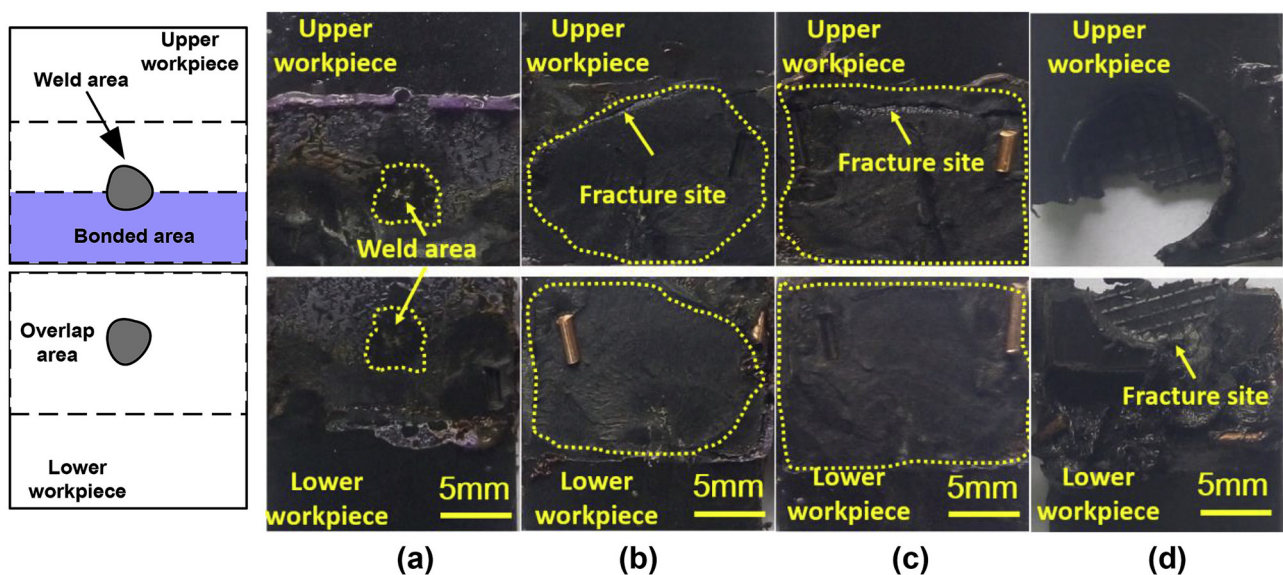 Upper
workpiece
Weld area
Bonded area
Overlap
area
Lower
workpiece
Upper
workpiece
Weld area
Lower
workpiece
5mm
(a)
Upper
workpiece
Fracture site
Lower
workpiece
5mm
(b)
Upper
workpiece
Fracture site
Lower
workpiece
5mm
(c)
Upper
workpiece
Fracture site
Lower
workpiece
5mm
(d)